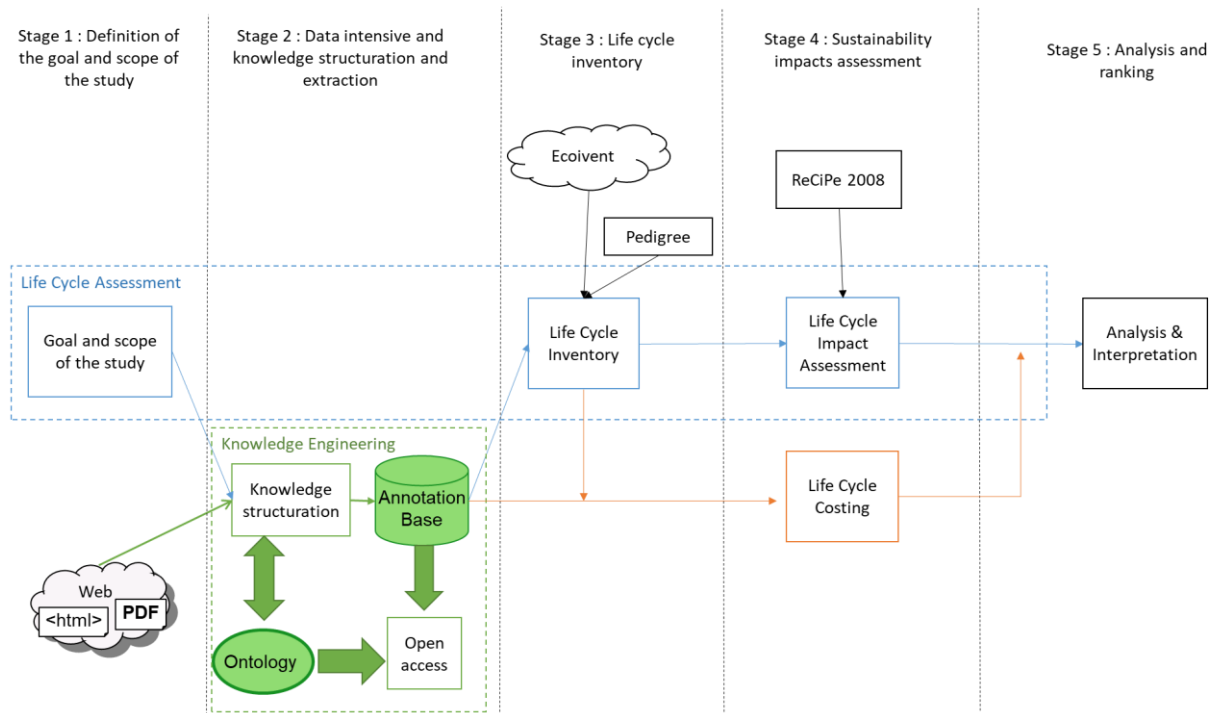 Stage 1 : Definition of
the goal and scope of
the study
Stage 2 : Data intensive and
knowledge structuration and
extraction
Stage 3 : Life cycle
inventory
Stage 4 : Sustainability
impacts assessment
Stage 5 : Analysis and
ranking
Ecoivent
ReCiPe 2008
Pedigree
Life Cycle Assessment
Goal and scope
of the study
Life Cycle
Inventory
Life Cycle
Impact
Assessment
Analysis &
Interpretation
Knowledge Engineering
Knowledge
structuration
Annotation
Base
Life Cycle
Costing
Web
<html>
PDF
Ontology
Open
access